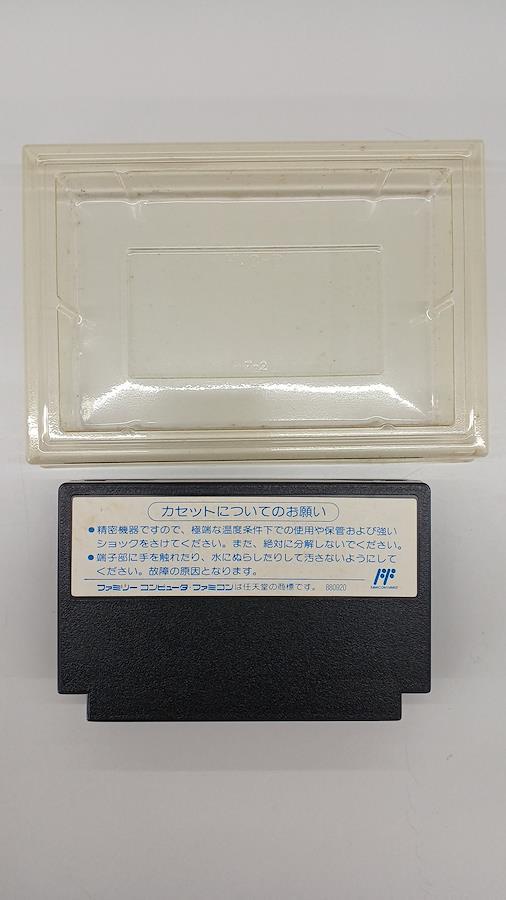 カセットについてのお願い
●精密機器ですので、極端な温度条件下での使用や保管および強い
ショックをさけてください。また、絶対に分解しないでください。
●端子部に手を触れたり、水にぬらしたりして汚さないようにして
ください。故障の原因となります。
ファミリーコンピュータ・ファミコンは任天堂の商標です。 880920